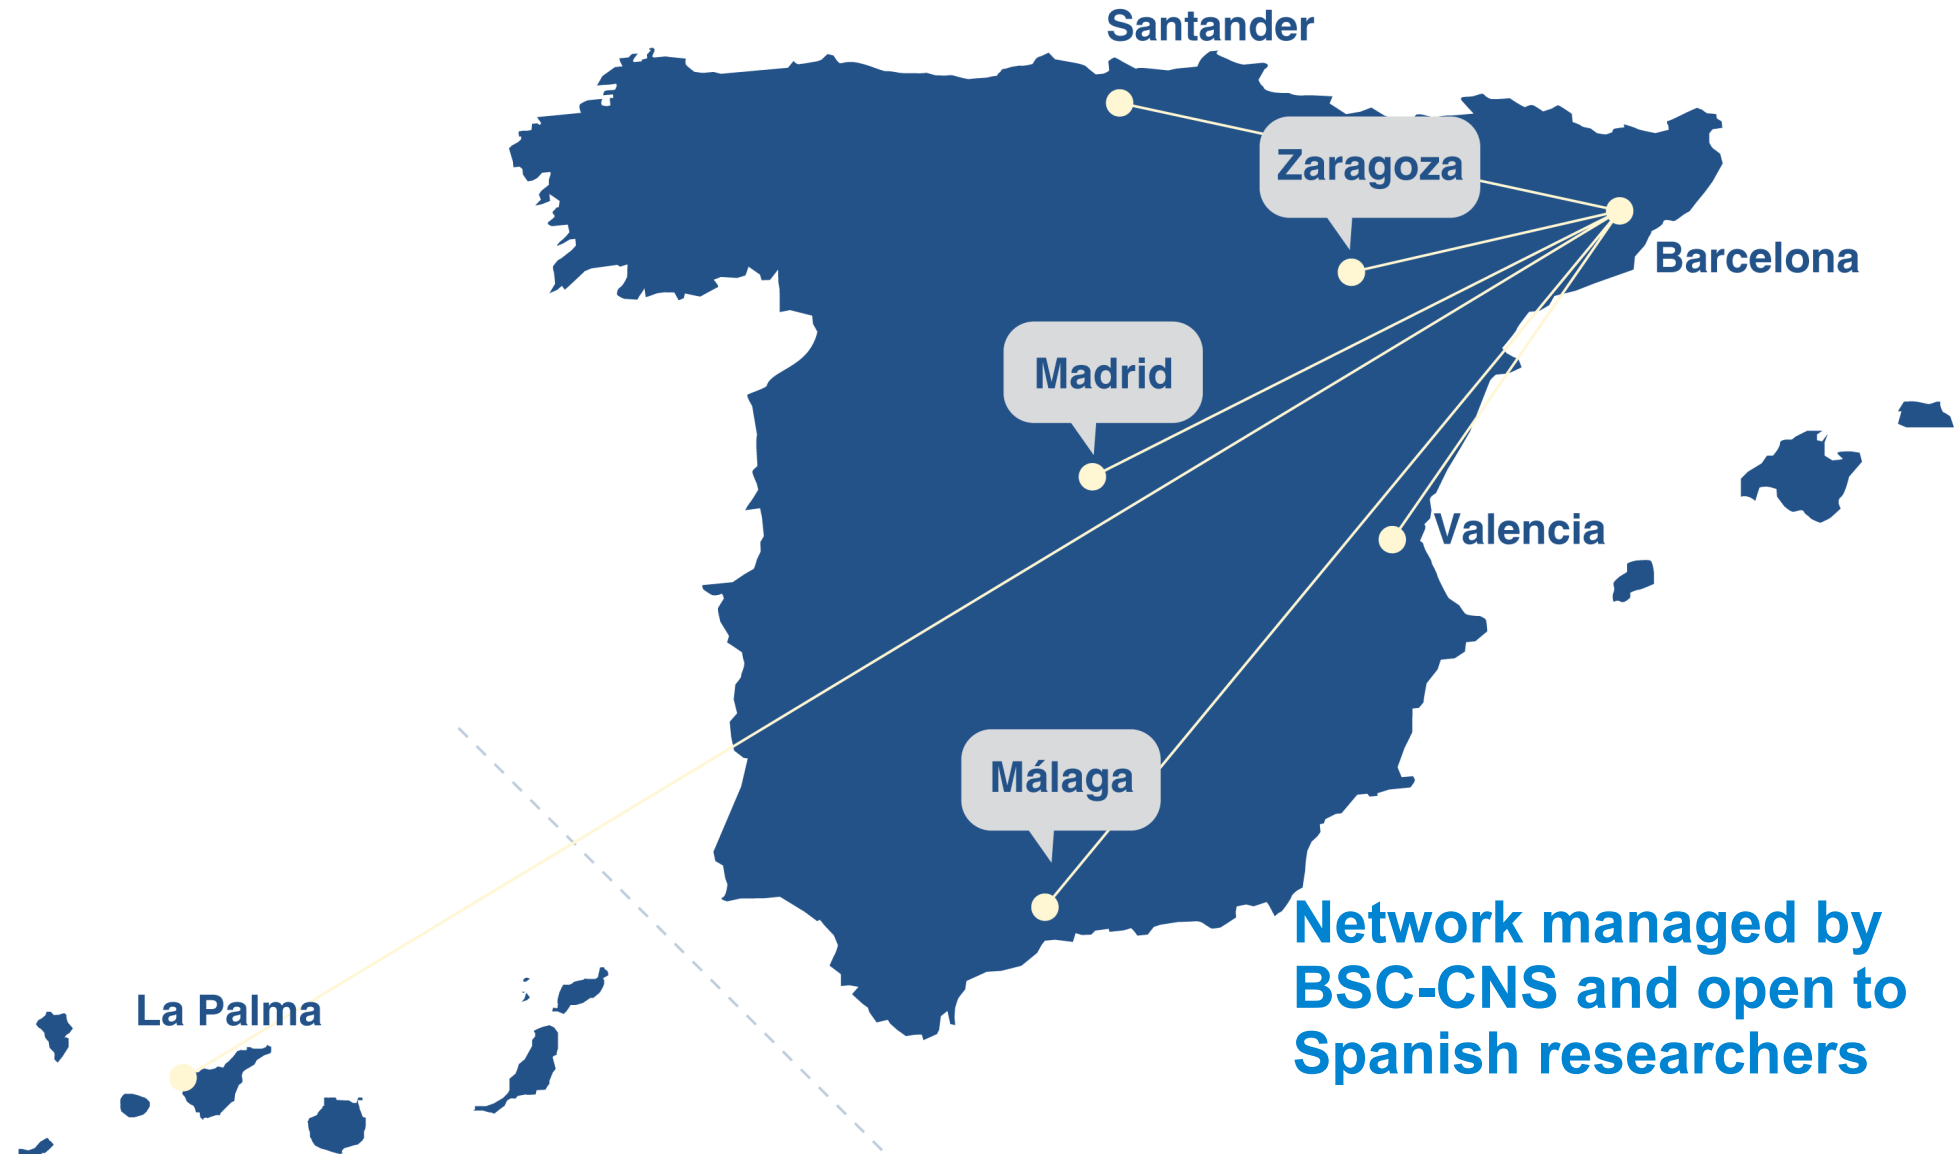 Santander
Zaragoza
Barcelona
Madrid
Valencia
Málaga
La Palma
Network managed by
BSC-CNS and open to
Spanish researchers